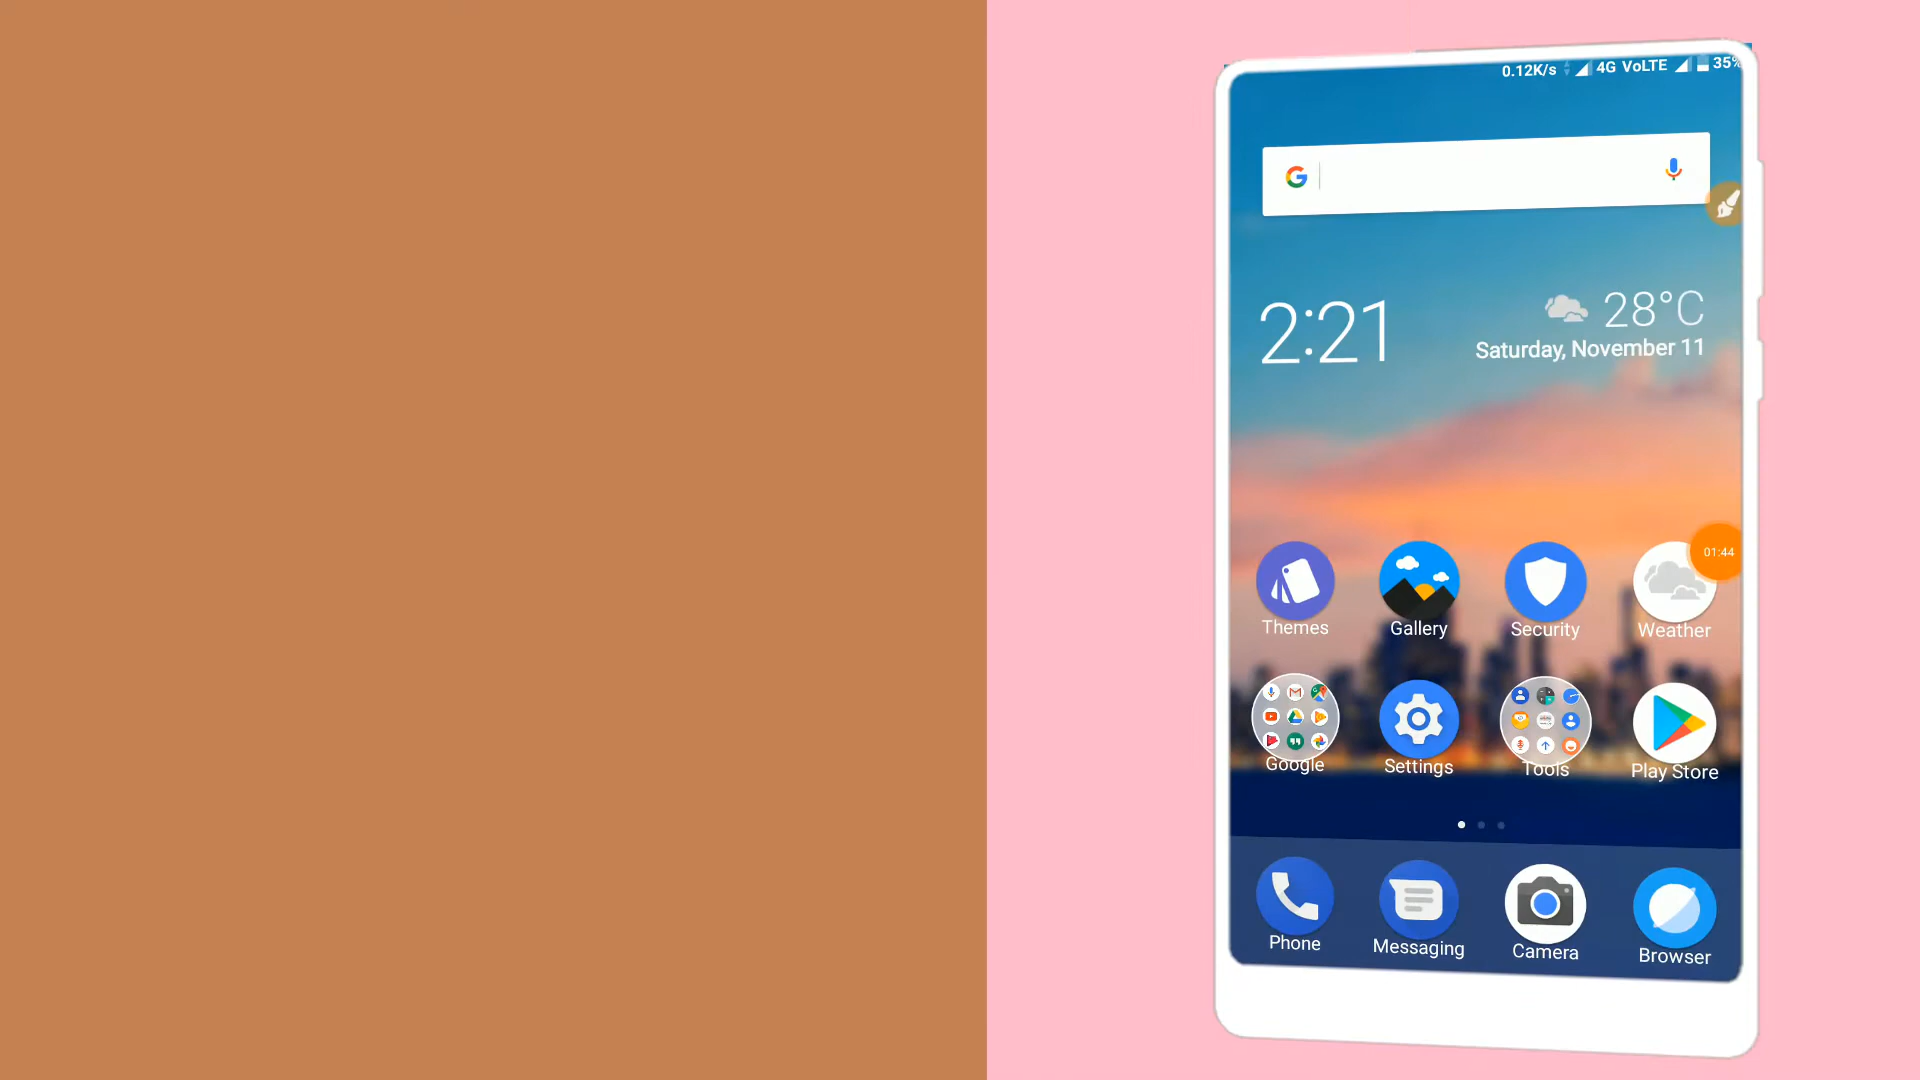 0.12K/s 4G VoLTE 35%
G
2:21
28°C
Saturday, November 11
01:44
Themes Gallery Security Weather
Google Settings Tools Play Store
Phone Messaging Camera Browser